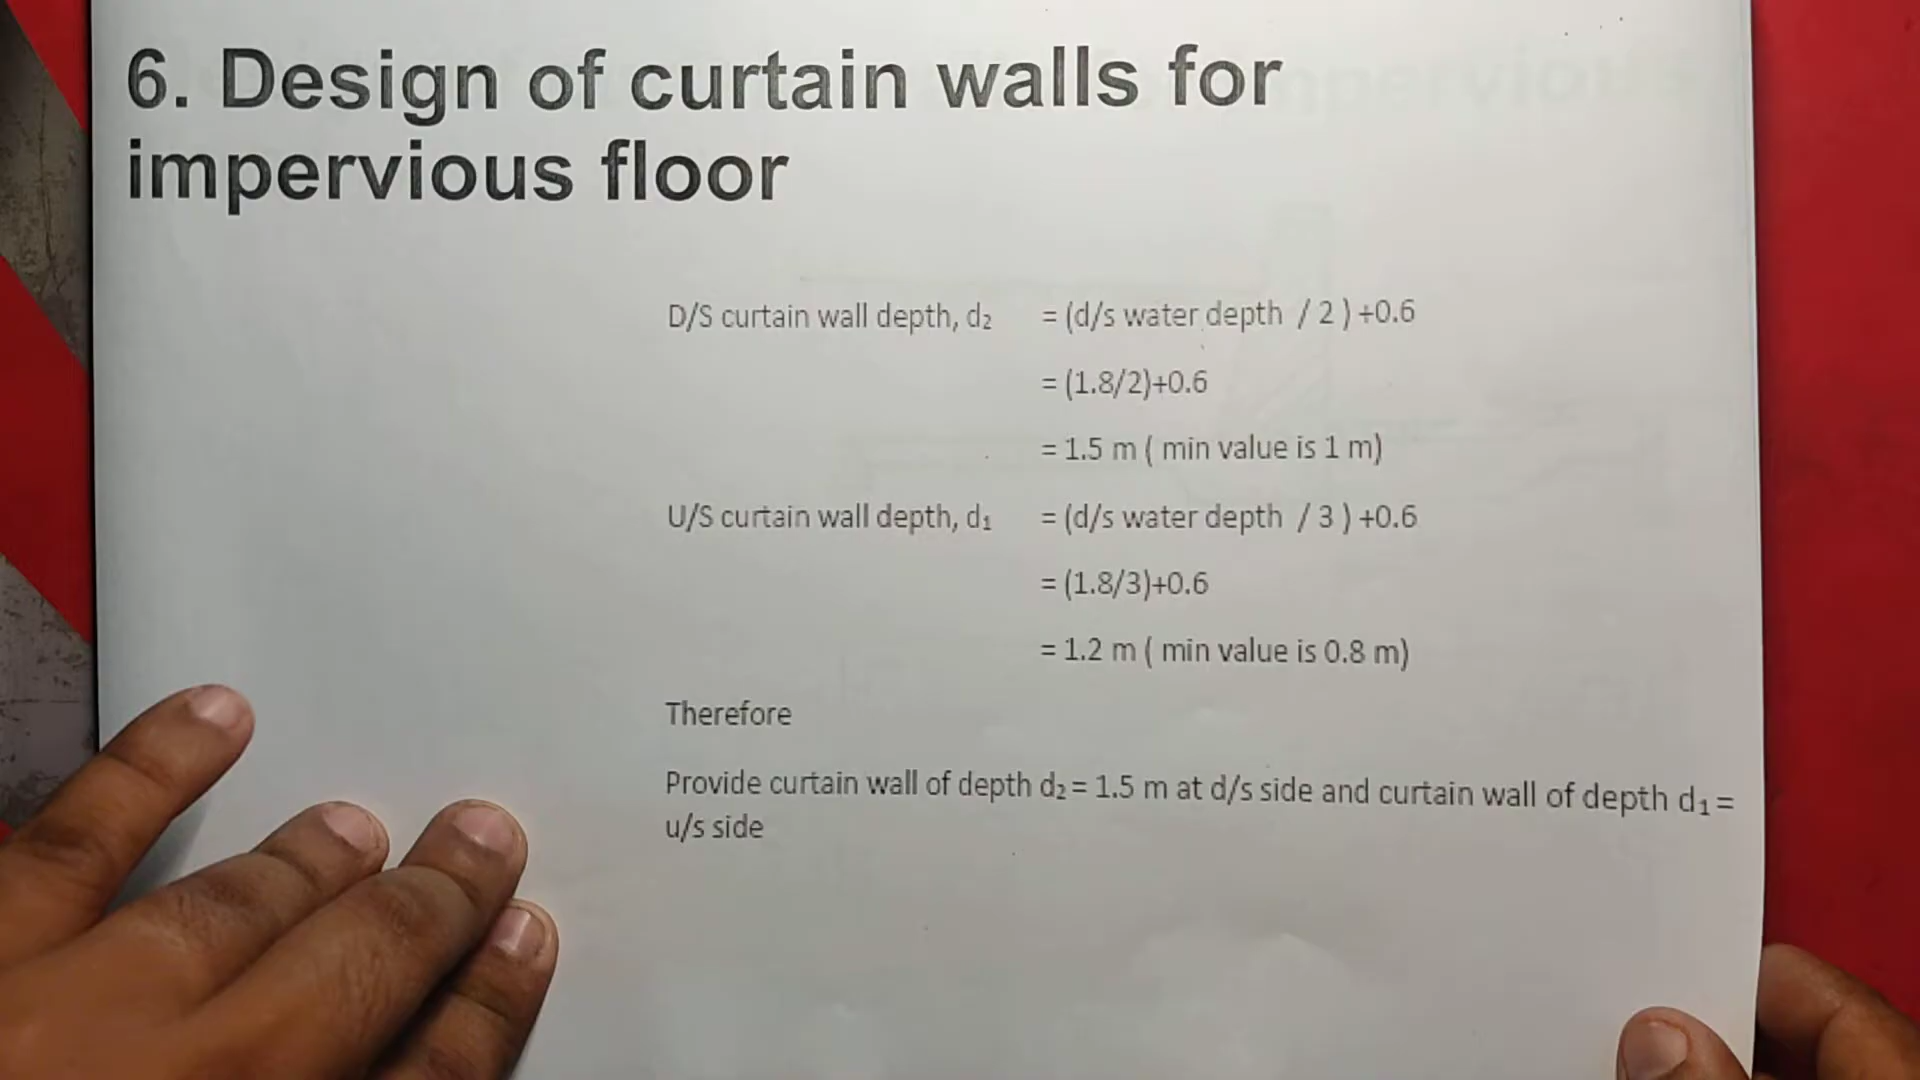 6. Design of curtain walls for
impervious floor
D/S curtain wall depth, d₂ = (d/s water depth / 2 ) +0.6
= (1.8/2)+0.6
= 1.5 m ( min value is 1 m)
U/S curtain wall depth, d₁ = (d/s water depth / 3 ) +0.6
= (1.8/3)+0.6
= 1.2 m ( min value is 0.8 m)
Therefore
Provide curtain wall of depth d₂ = 1.5 m at d/s side and curtain wall of depth d₁ =
u/s side